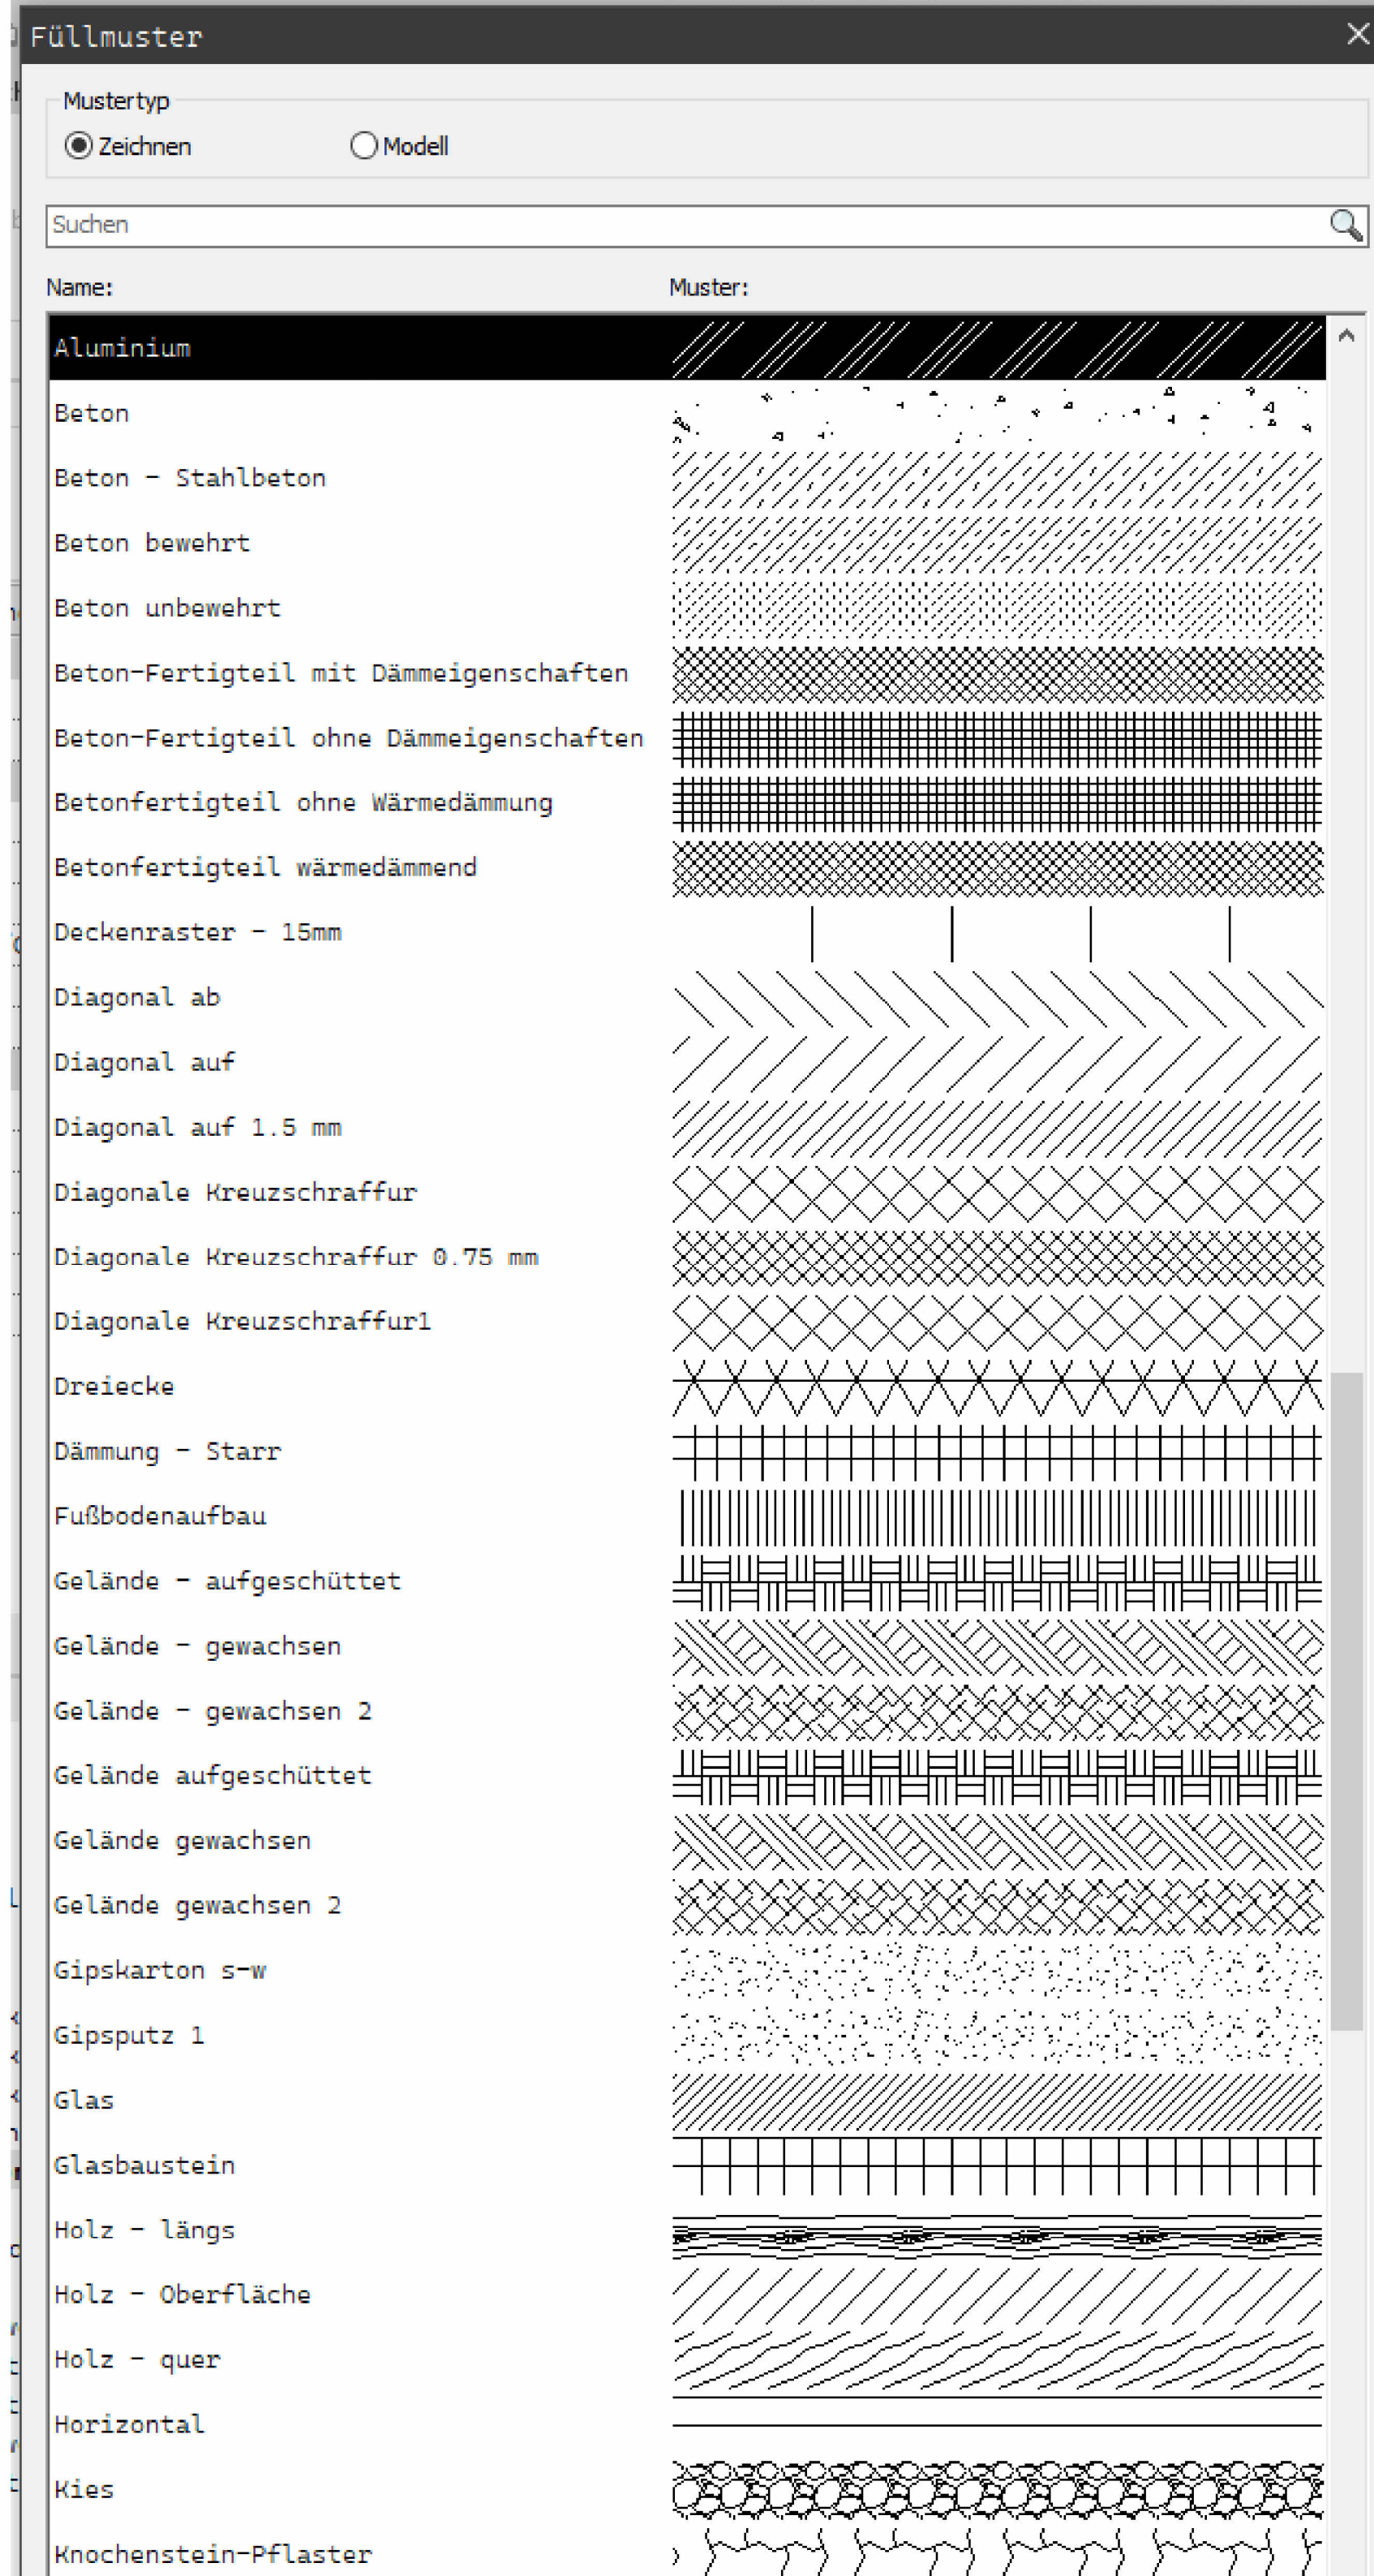 Füllmuster
Mustertyp
Zeichnen Modell
Suchen
Name: Muster:
Aluminium
Beton
Beton - Stahlbeton
Beton bewehrt
Beton unbewehrt
Beton-Fertigteil mit Dämmeigenschaften
Beton-Fertigteil ohne Dämmeigenschaften
Betonfertigteil ohne Wärmedämmung
Betonfertigteil wärmedämmend
Deckenraster - 15mm
Diagonal ab
Diagonal auf
Diagonal auf 1.5 mm
Diagonale Kreuzschraffur
Diagonale Kreuzschraffur 0.75 mm
Diagonale Kreuzschraffur1
Dreiecke
Dämmung - Starr
Fußbodenaufbau
Gelände - aufgeschüttet
Gelände - gewachsen
Gelände - gewachsen 2
Gelände aufgeschüttet
Gelände gewachsen
Gelände gewachsen 2
Gipskarton s-w
Gipsputz 1
Glas
Glasbaustein
Holz - längs
Holz - Oberfläche
Holz - quer
Horizontal
Kies
Knochenstein-Pflaster